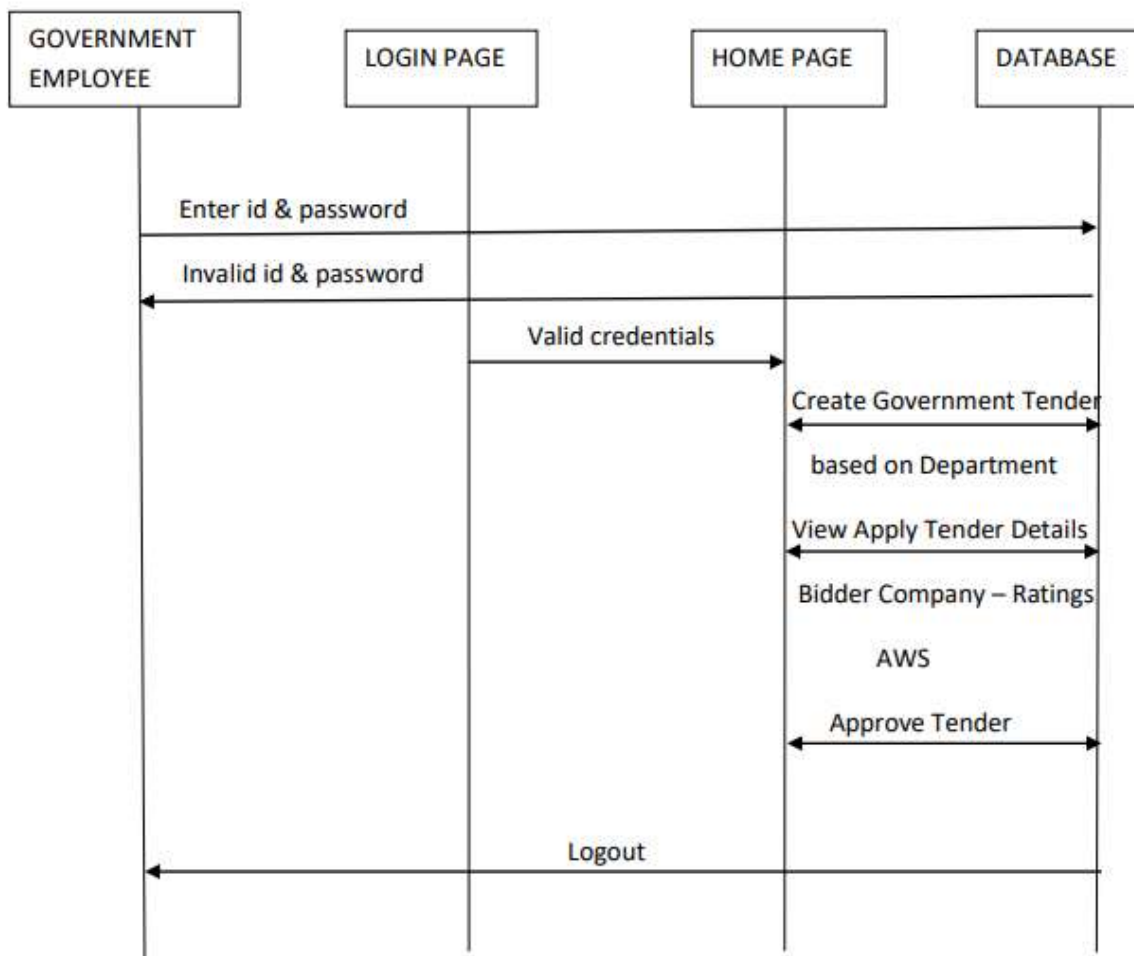 GOVERNMENT
EMPLOYEE
LOGIN PAGE
HOME PAGE
DATABASE
Enter id & password
Invalid id & password
Valid credentials
Create Government Tender
based on Department
View Apply Tender Details
Bidder Company – Ratings
AWS
Approve Tender
Logout